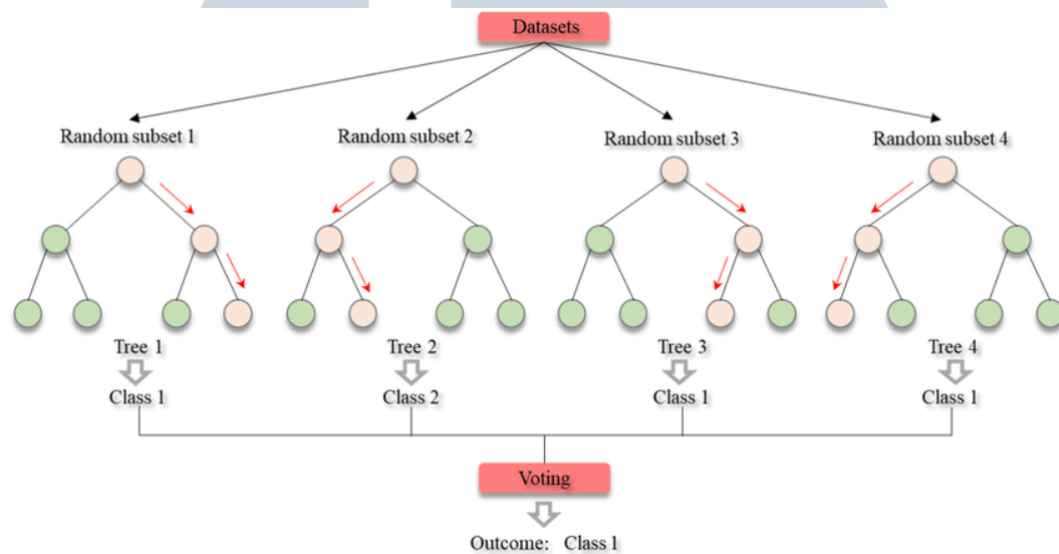 Datasets
Random subset 1
Random subset 2
Random subset 3
Random subset 4
Tree 1
Tree 2
Tree 3
Tree 4
Class 1
Class 2
Class 1
Class 1
Voting
Outcome: Class 1